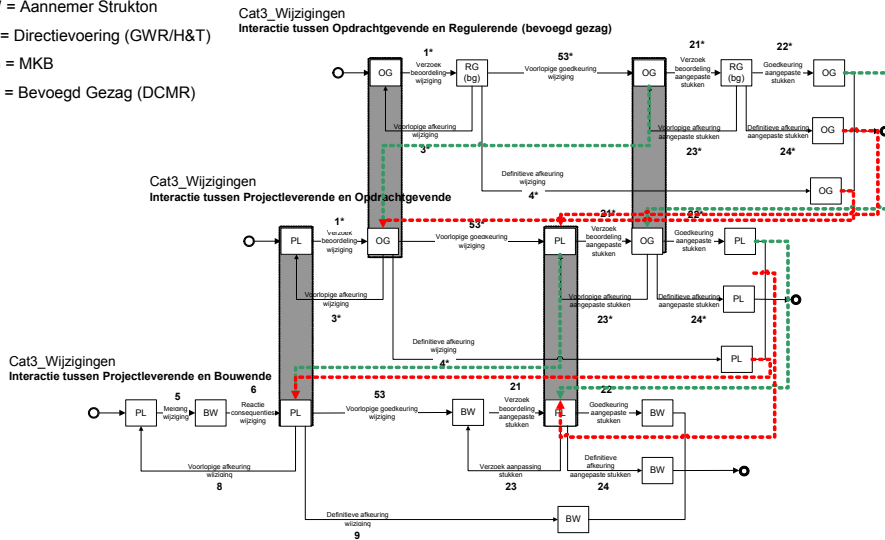 = Aannemer Strukton
= Directievoering (GWR/H&T)
= MKB
= Bevoegd Gezag (DCMR)
Cat3_Wijzigingen
Interactie tussen Opdrachtgevende en Regulerende (bevoegd gezag)
1*
53*
21*
22*
OG
Verzoek
beoordeling
wijziging
RG
(bg)
Voorlopige goedkeuring
wijziging
OG
Verzoek
beoordeling
aangepaste
stukken
RG
(bg)
Goedkeuring
aangepaste
stukken
OG
Voorlopige afkeuring
wijziging
3*
Voorlopige afkeuring
aangepaste stukken
23*
Definitieve afkeuring
aangepaste stukken
24*
OG
Definitieve afkeuring
wijziging
4*
OG
Cat3_Wijzigingen
Interactie tussen Projectleverende en Opdrachtgevende
1*
53*
21*
22*
PL
Verzoek
beoordeling
wijziging
OG
Voorlopige goedkeuring
wijziging
PL
Verzoek
beoordeling
aangepaste
stukken
OG
Goedkeuring
aangepaste
stukken
PL
Voorlopige afkeuring
wijziging
3*
Voorlopige afkeuring
aangepaste stukken
23*
Definitieve afkeuring
aangepaste stukken
24*
PL
Definitieve afkeuring
wijziging
4*
PL
Cat3_Wijzigingen
Interactie tussen Projectleverende en Bouwende
5
6
53
21
22
PL
Melding
wijziging
BW
Reactie
consequenties
wijziging
PL
Voorlopige goedkeuring
wijziging
BW
Verzoek
beoordeling
aangepaste
stukken
PL
Goedkeuring
aangepaste
stukken
BW
Voorlopige afkeuring
wijziging
8
Verzoek aanpassing
stukken
23
Definitieve
afkeuring
aangepaste stukken
24
BW
Definitieve afkeuring
wijziging
9
BW